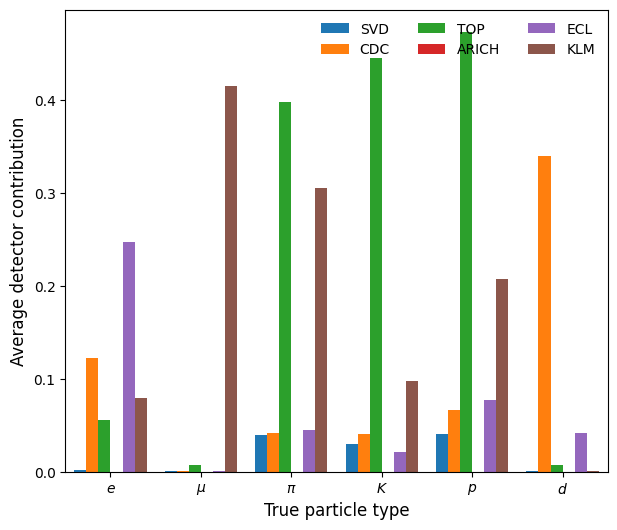 SVD TOP ECL
CDC ARICH KLM
Average detector contribution
0.4
0.3
0.2
0.1
0.0
e μ π K p d
True particle type